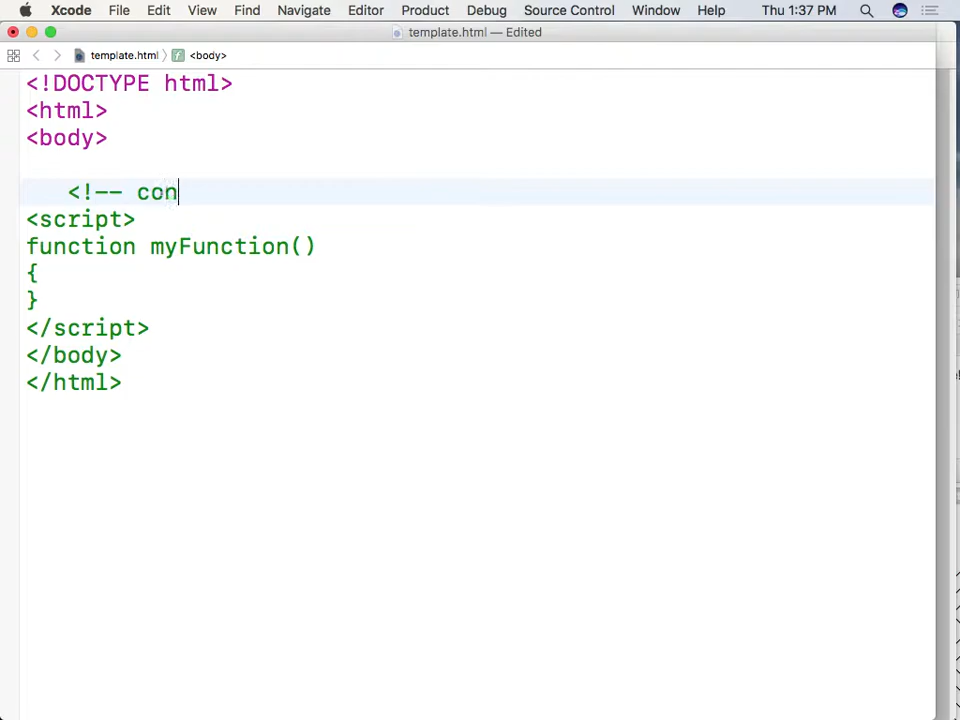 Xcode File Edit View Find Navigate Editor Product Debug Source Control Window Help Thu 1:37 PM
template.html — Edited
template.html <body>
<!DOCTYPE html>
<html>
<body>
<!-- con
<script>
function myFunction()
{
}
</script>
</body>
</html>